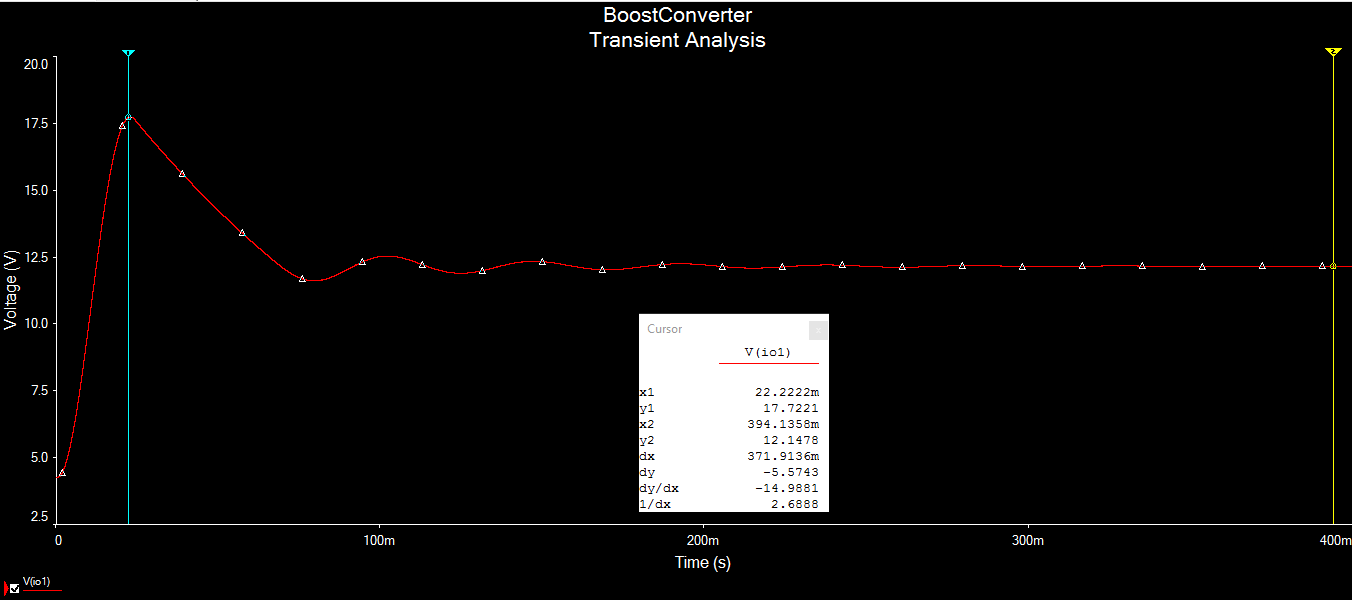 BoostConverter
Transient Analysis
1
2
20.0
17.5
15.0
12.5
10.0
7.5
5.0
2.5
Voltage (V)
Cursor
x
V(io1)
x1 22.2222m
y1 17.7221
x2 394.1358m
y2 12.1478
dx 371.9136m
dy -5.5743
dy/dx -14.9881
1/dx 2.6888
0 100m 200m 300m 400m
Time (s)
V(io1)